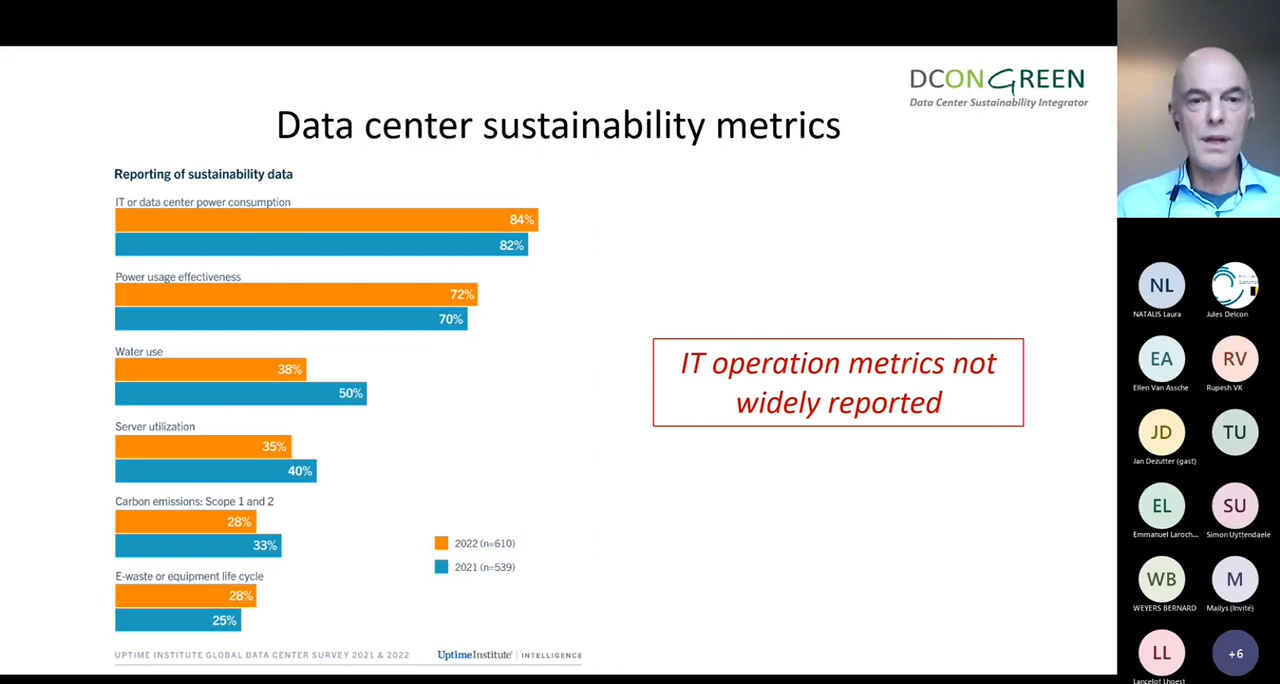 DCONGREEN
Data Center Sustainability Integrator
Data center sustainability metrics
Reporting of sustainability data
IT or data center power consumption
84%
82%
Power usage effectiveness
72%
70%
Water use
38%
50%
Server utilization
35%
40%
Carbon emissions: Scope 1 and 2
28%
33%
E-waste or equipment life cycle
28%
25%
2022 (n=610)
2021 (n=539)
UPTIME INSTITUTE GLOBAL DATA CENTER SURVEY 2021 & 2022
UptimeInstitute | INTELLIGENCE
IT operation metrics not
widely reported
NL
NATALIS Laura
Jules Delcon
EA
Ellen Van Assche
RV
Rupesh VK
JD
Jan Dezutter (gast)
TU
EL
Emmanuel Laroch...
SU
Simon Uyttendaele
WB
WEYERS BERNARD
M
Maïlys (Invité)
LL
Lancelot Lhoest
+6